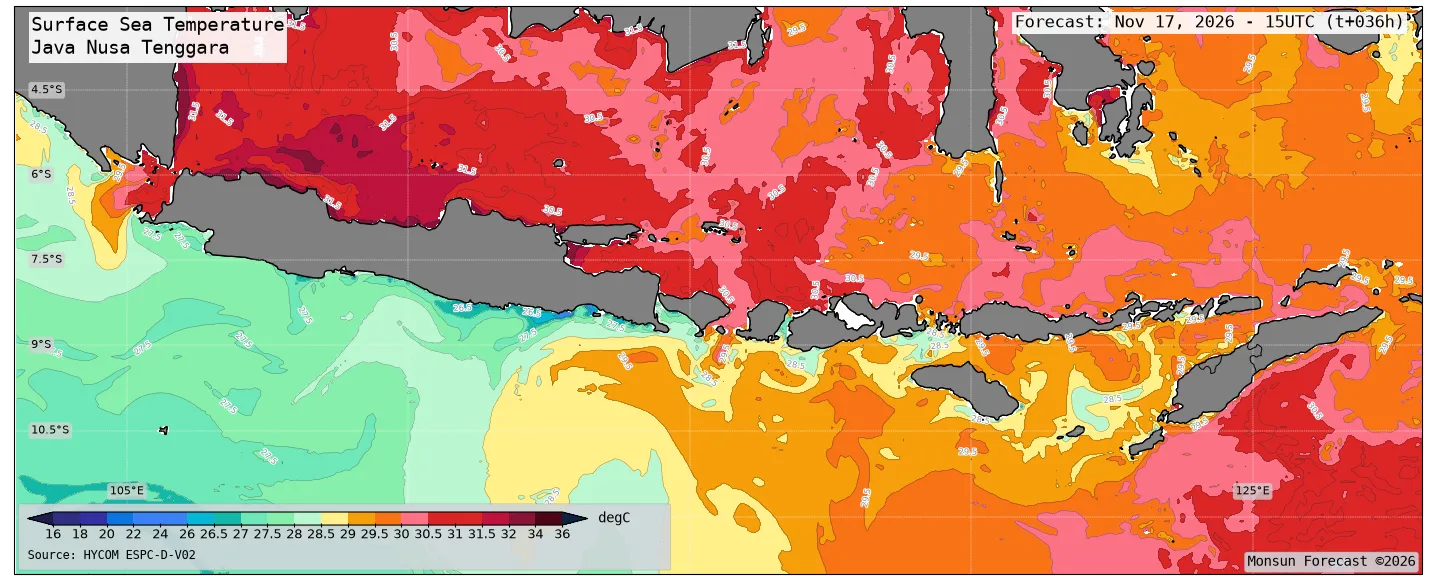 Surface Sea Temperature
Java Nusa Tenggara
Forecast: Nov 17, 2026 - 15UTC (t+036h)
4.5°S
6°S
7.5°S
9°S
10.5°S
105°E
125°E
degC
16 18 20 22 24 26 26.5 27 27.5 28 28.5 29 29.5 30 30.5 31 31.5 32 34 36
Source: HYCOM ESPC-D-V02
Monsun Forecast ©2026